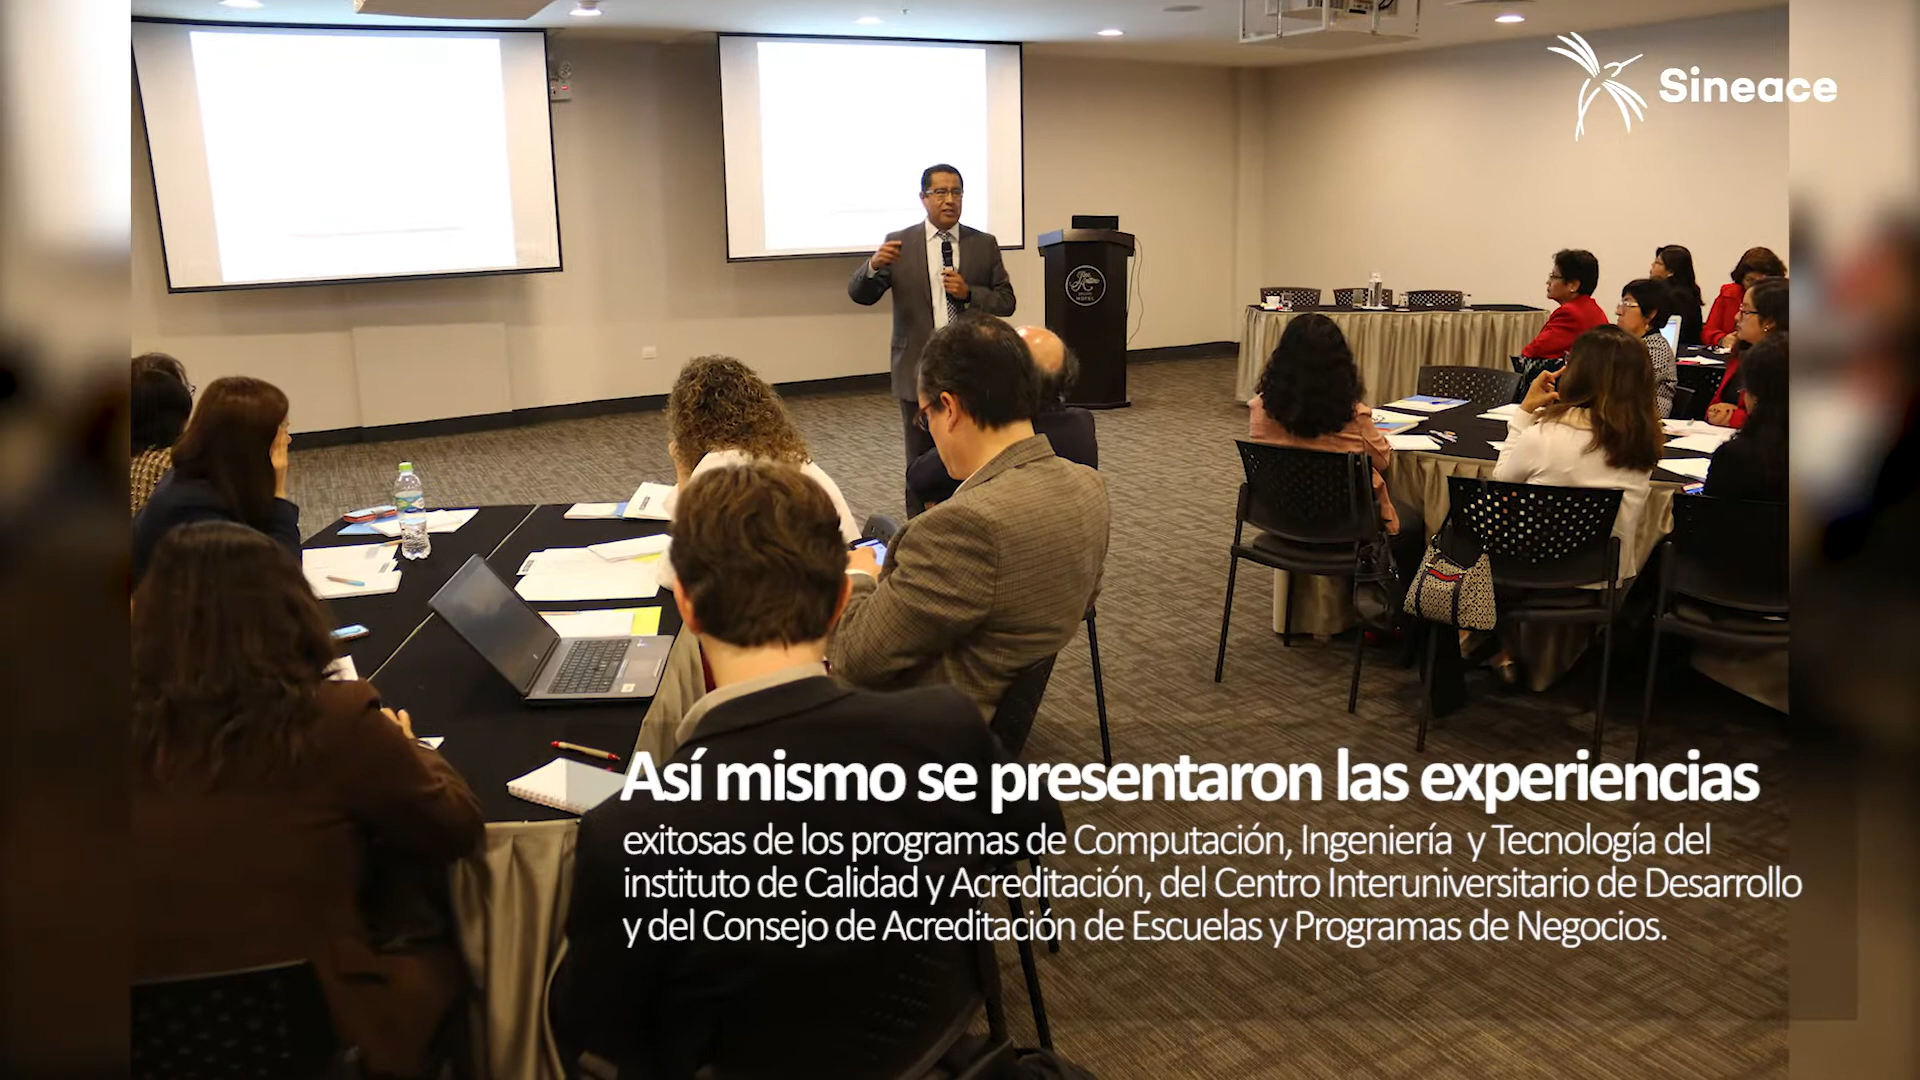 Sineace
HOTEL
Así mismo se presentaron las experiencias
exitosas de los programas de Computación, Ingeniería y Tecnología del
instituto de Calidad y Acreditación, del Centro Interuniversitario de Desarrollo
y del Consejo de Acreditación de Escuelas y Programas de Negocios.